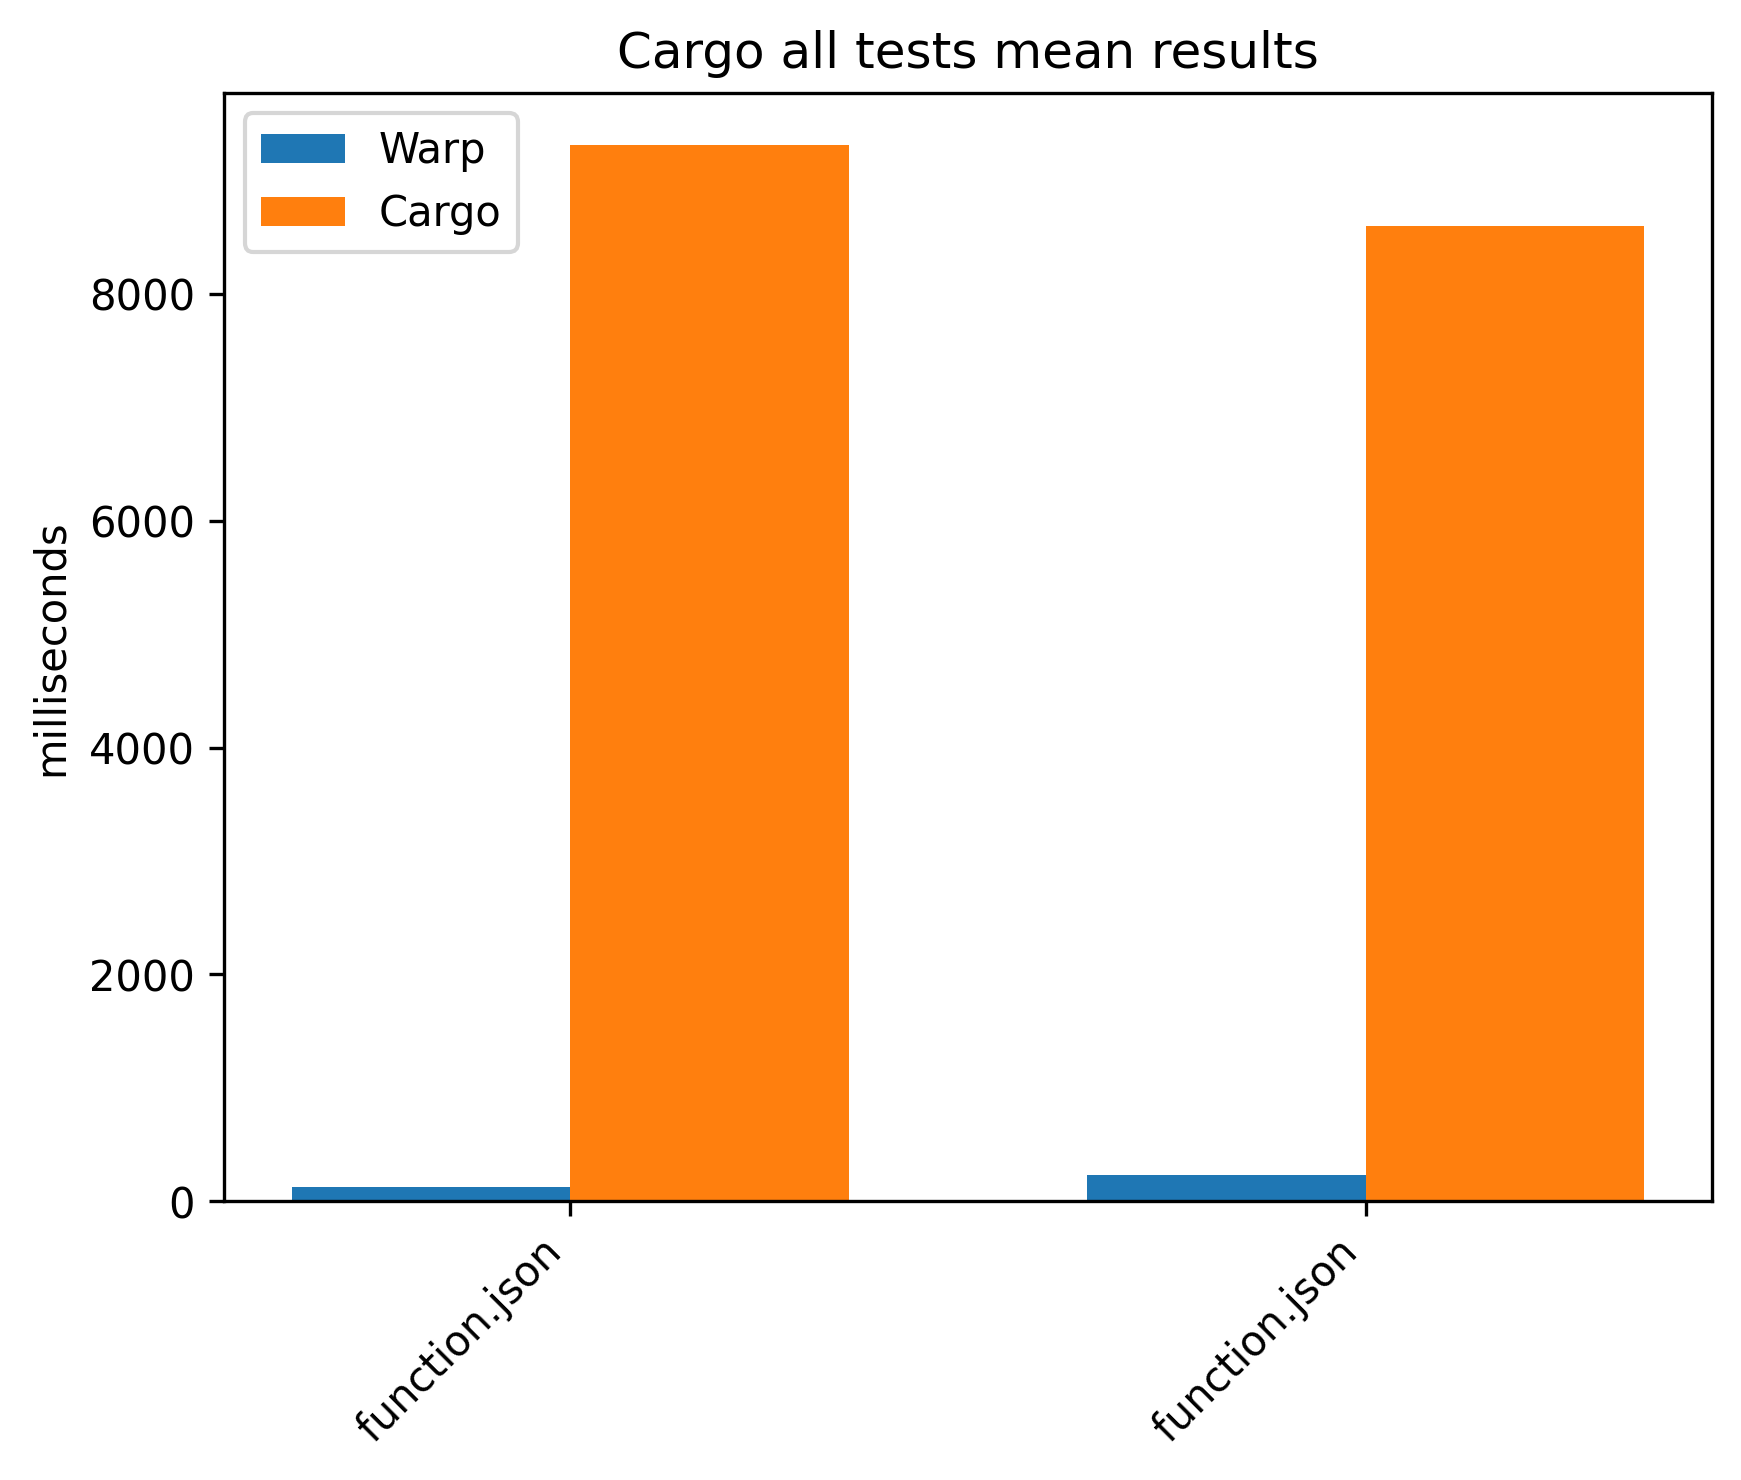 Cargo all tests mean results
Warp
Cargo
milliseconds
8000
6000
4000
2000
0
function.json
function.json